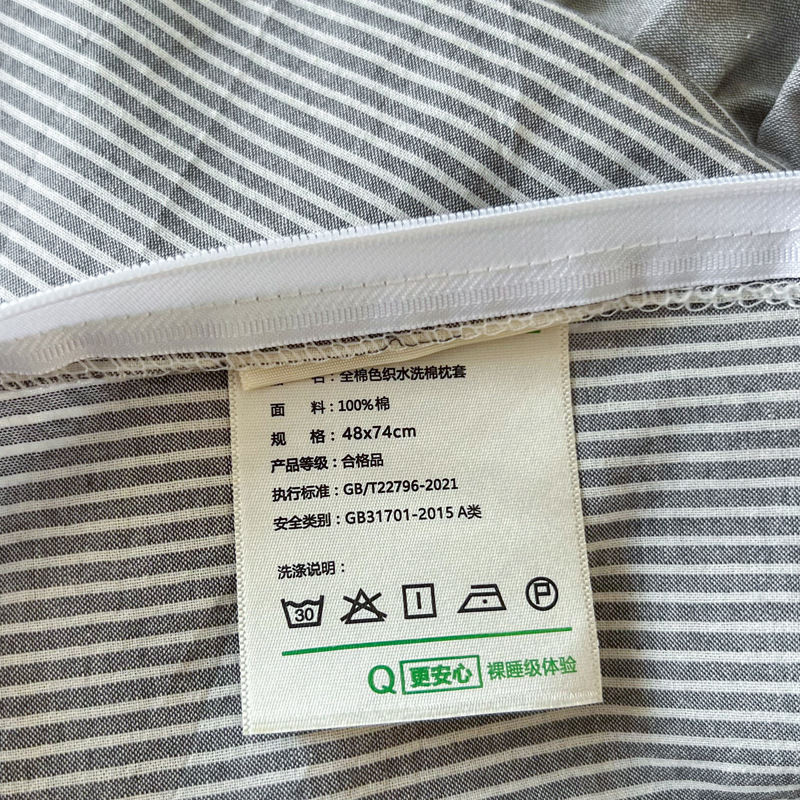 名：全棉色织水洗棉枕套
面 料：100%棉
规 格：48x74cm
产品等级：合格品
执行标准：GB/T22796-2021
安全类别：GB31701-2015 A类
洗涤说明：
30
P
Q 更安心 裸睡级体验